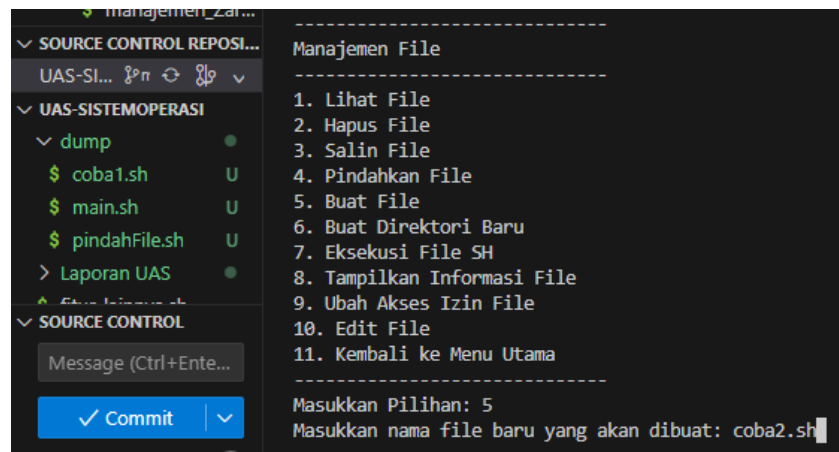 manajemen_Zar...
SOURCE CONTROL REPOSI...
UAS-SI...
UAS-SISTEMOPERASI
dump
$ coba1.sh U
$ main.sh U
$ pindahFile.sh U
Laporan UAS
SOURCE CONTROL
Message (Ctrl+Ente...
Commit
------------------------------
Manajemen File
------------------------------
1. Lihat File
2. Hapus File
3. Salin File
4. Pindahkan File
5. Buat File
6. Buat Direktori Baru
7. Eksekusi File SH
8. Tampilkan Informasi File
9. Ubah Akses Izin File
10. Edit File
11. Kembali ke Menu Utama
------------------------------
Masukkan Pilihan: 5
Masukkan nama file baru yang akan dibuat: coba2.sh